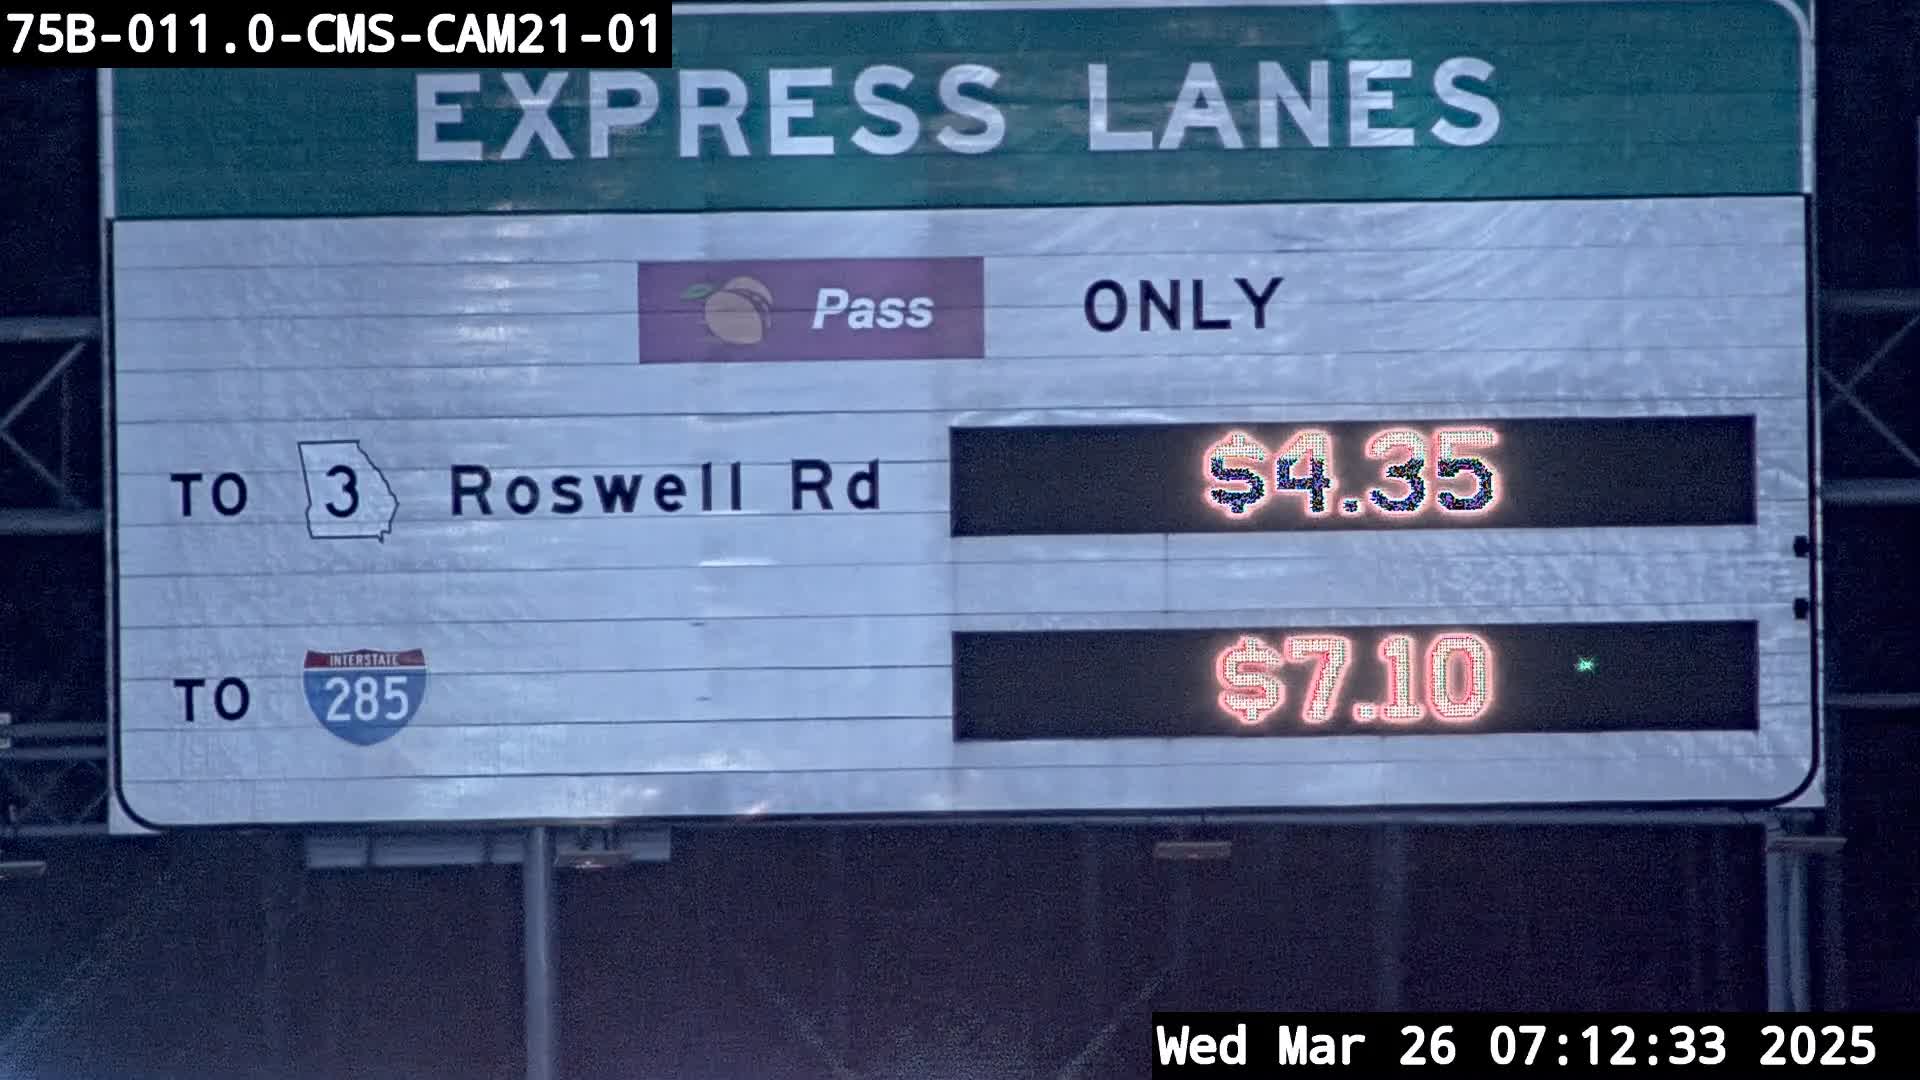 75B-011.0-CMS-CAM21-01
EXPRESS LANES
Pass ONLY
TO 3 Roswell Rd $4.35
INTERSTATE
TO 285 $7.10
Wed Mar 26 07:12:33 2025